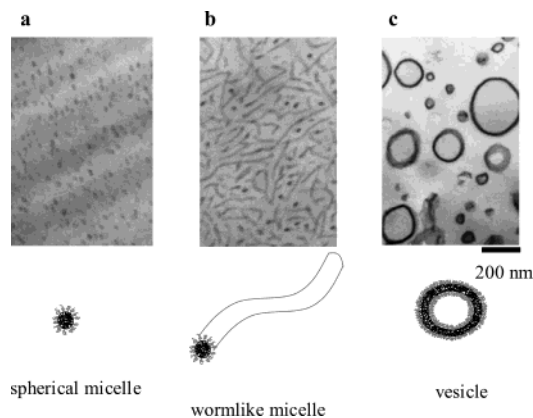 a b c
200 nm
spherical micelle
wormlike micelle
vesicle